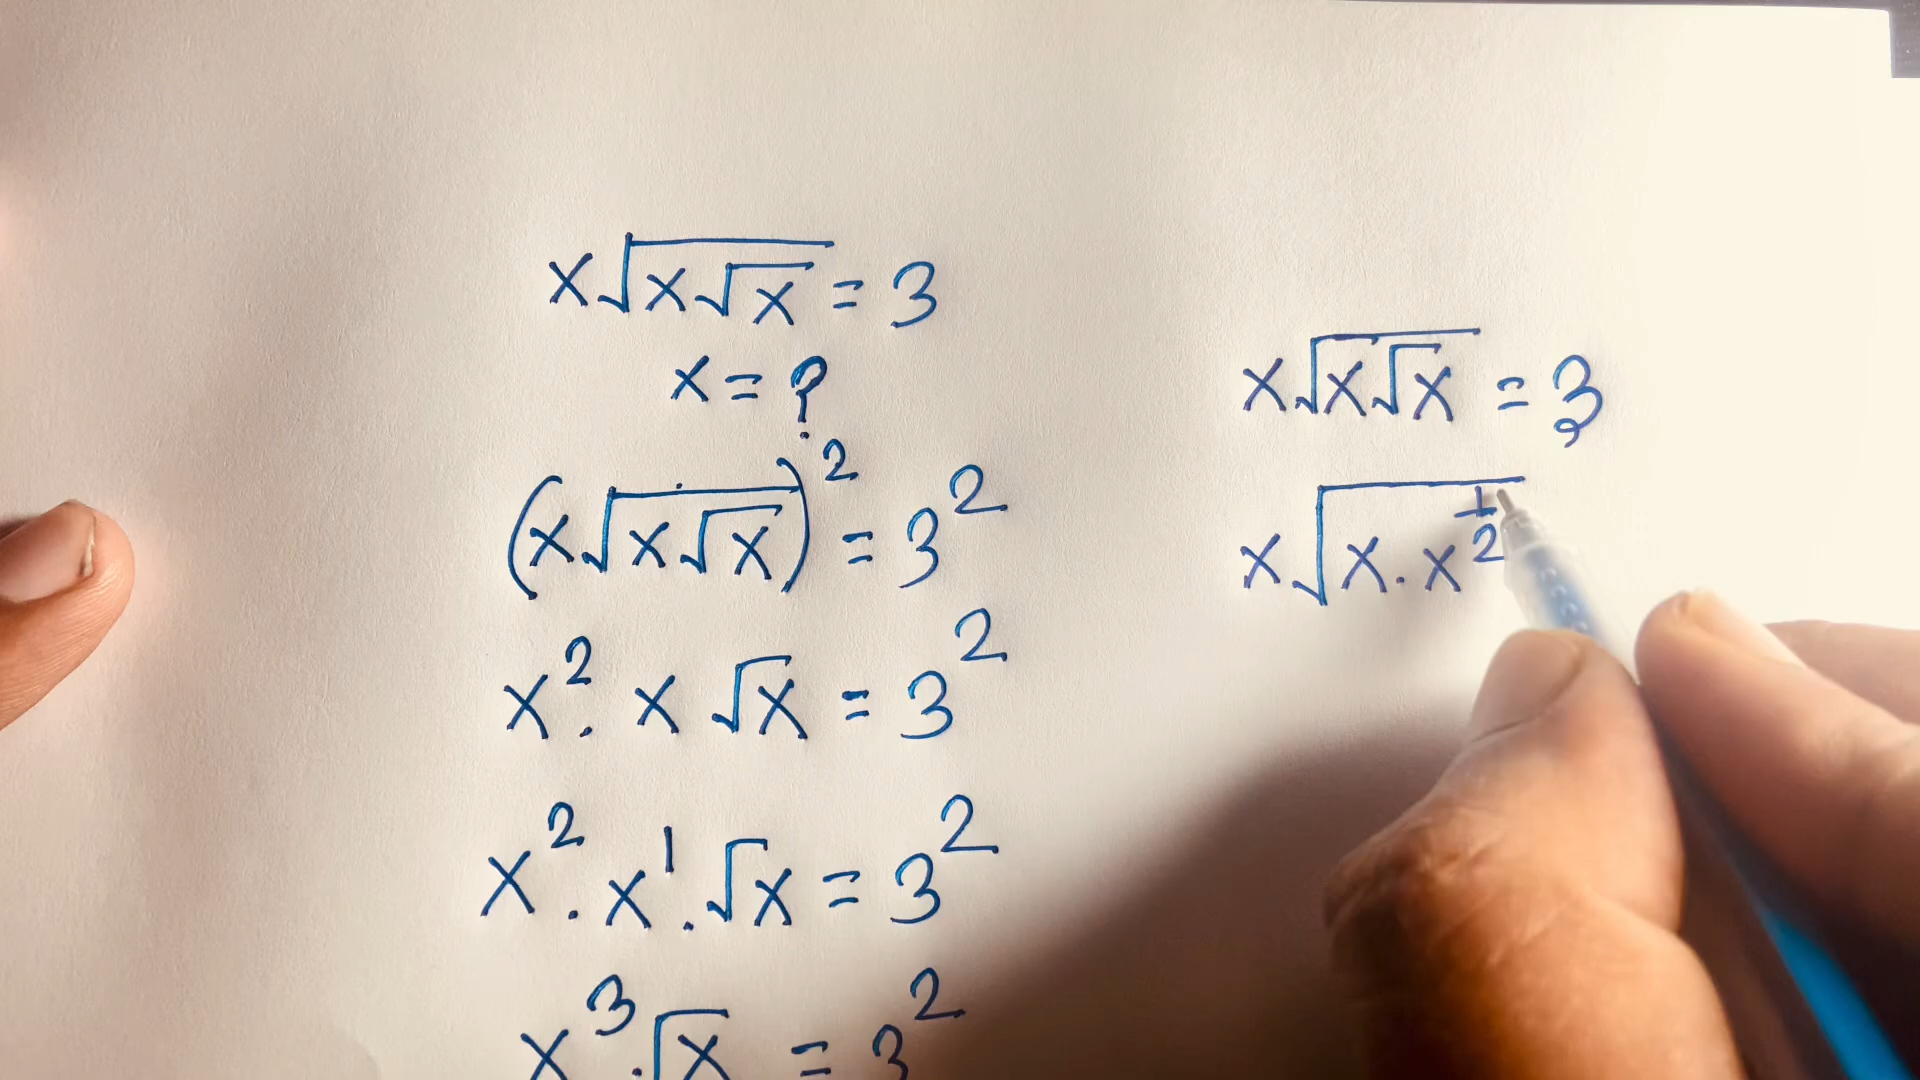 x√(x√x) = 3
x = ?
(x√(x√x))² = 3²
x² . x √x = 3²
x² . x¹ . √x = 3²
x³ . √x = 3²
x√(x√x) = 3
x√(x . x^(1/2))